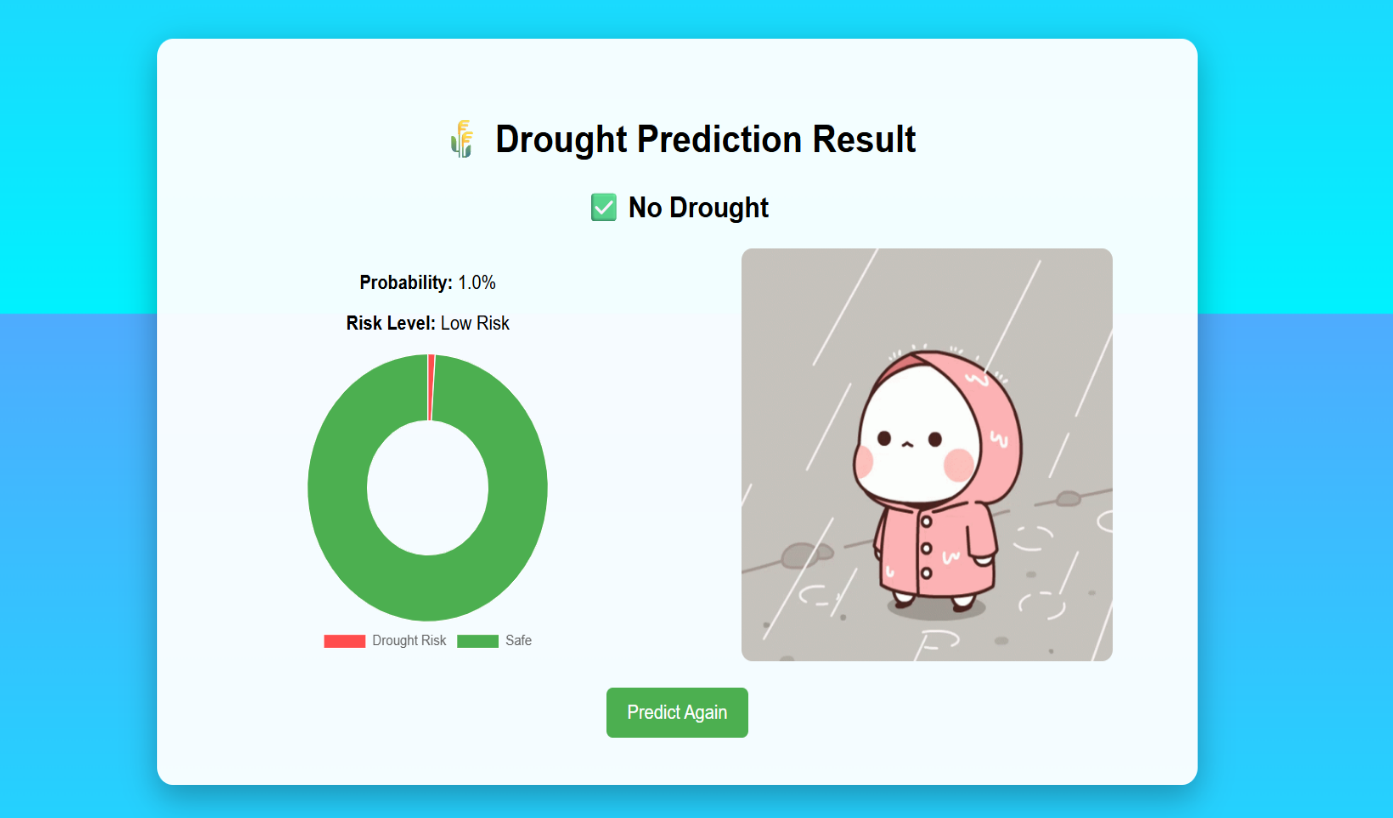 Drought Prediction Result
No Drought
Probability: 1.0%
Risk Level: Low Risk
Drought Risk
Safe
Predict Again